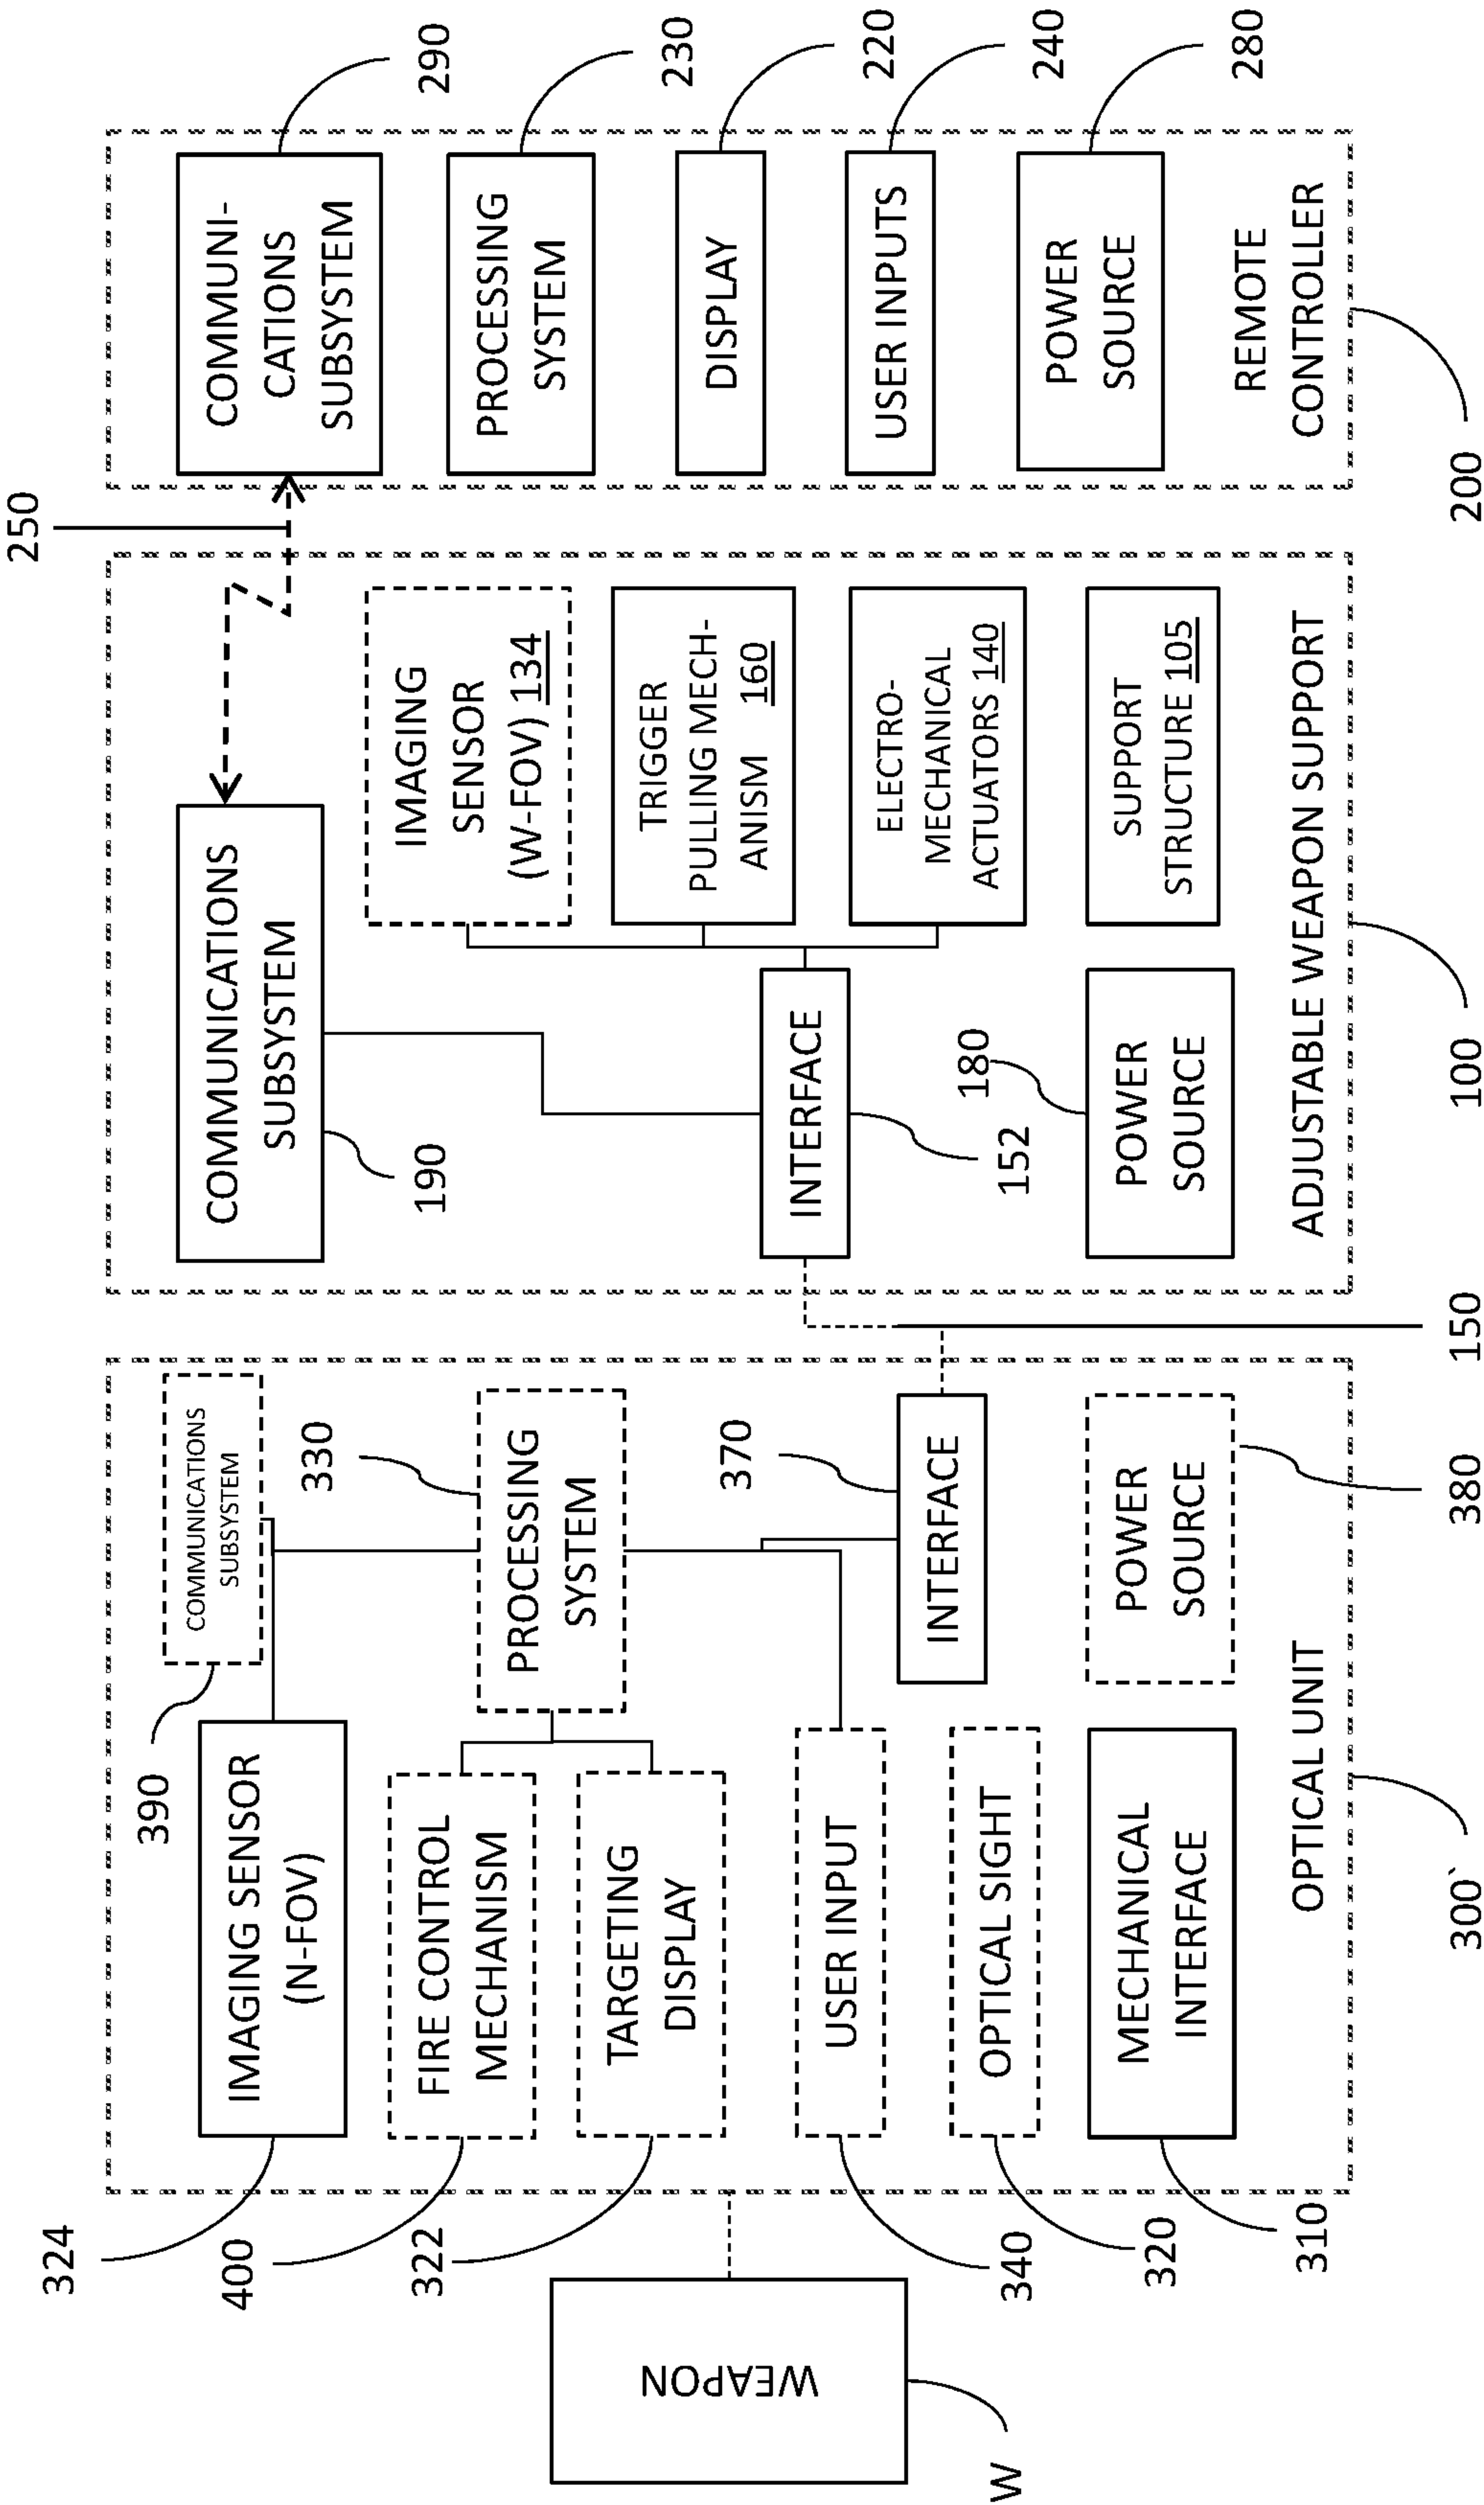 324
400
322
340
320
310
WEAPON
W
390
IMAGING SENSOR
(N-FOV)
COMMUNICATIONS
SUBSYSTEM
330
FIRE CONTROL
MECHANISM
PROCESSING
SYSTEM
TARGETING
DISPLAY
370
USER INPUT
INTERFACE
OPTICAL SIGHT
MECHANICAL
INTERFACE
POWER
SOURCE
380
OPTICAL UNIT
300`
150
COMMUNICATIONS
SUBSYSTEM
190
IMAGING
SENSOR
(W-FOV) 134
TRIGGER
PULLING MECH-
ANISM 160
INTERFACE
152
ELECTRO-
MECHANICAL
ACTUATORS 140
180
POWER
SOURCE
SUPPORT
STRUCTURE 105
ADJUSTABLE WEAPON SUPPORT
100
250
COMMUNI-
CATIONS
SUBSYSTEM
290
PROCESSING
SYSTEM
230
DISPLAY
220
USER INPUTS
240
POWER
SOURCE
280
REMOTE
CONTROLLER
200